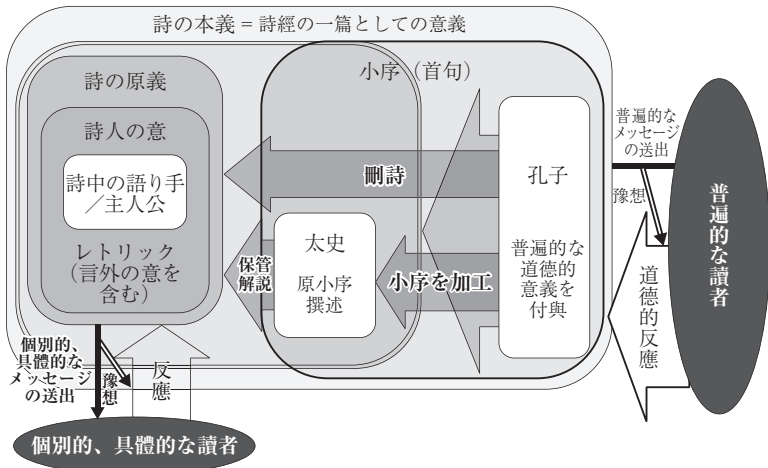 詩の本義 = 詩經の一篇としての意義
詩の原義
小序（首句）
詩人の意
詩中の語り手
／主人公
レトリック
（言外の意を
含む）
刪詩
孔子
普遍的な
道德的
意義を
付與
太史
原小序
撰述
保管
解説
小序を加工
普遍的な
メッセージ
の送出
豫想
道德的反應
普遍的な讀者
個別的、
具體的な
メッセージ
の送出
豫想
反應
個別的、具體的な讀者